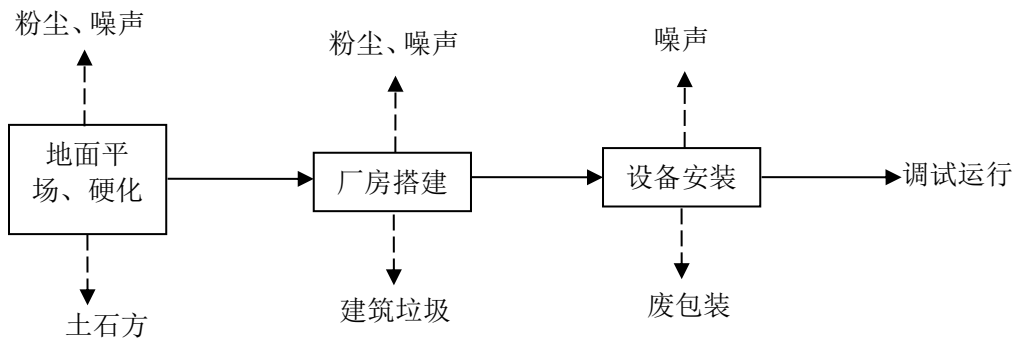 粉尘、噪声
粉尘、噪声
噪声
地面平
场、硬化
厂房搭建
设备安装
调试运行
土石方
建筑垃圾
废包装